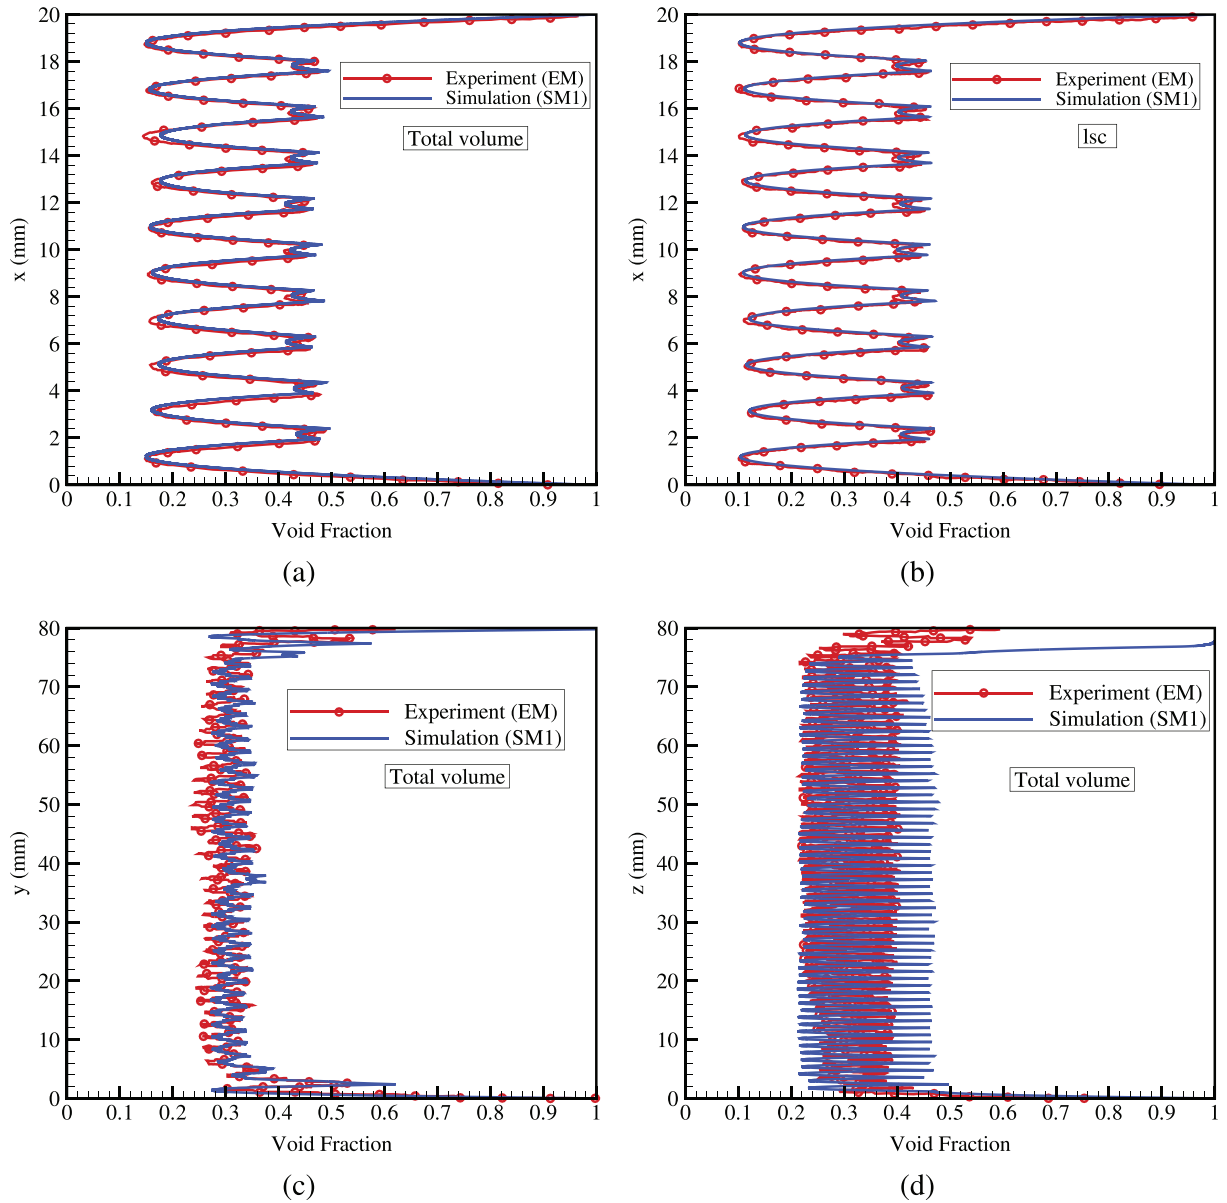 20
18
16
14
12
10
8
6
4
2
0
x (mm)
Experiment (EM)
Simulation (SM1)
Total volume
0 0.1 0.2 0.3 0.4 0.5 0.6 0.7 0.8 0.9 1
Void Fraction
(a)
20
18
16
14
12
10
8
6
4
2
0
x (mm)
Experiment (EM)
Simulation (SM1)
lsc
0 0.1 0.2 0.3 0.4 0.5 0.6 0.7 0.8 0.9 1
Void Fraction
(b)
80
70
60
50
40
30
20
10
0
y (mm)
Experiment (EM)
Simulation (SM1)
Total volume
0 0.1 0.2 0.3 0.4 0.5 0.6 0.7 0.8 0.9 1
Void Fraction
(c)
80
70
60
50
40
30
20
10
0
z (mm)
Experiment (EM)
Simulation (SM1)
Total volume
0 0.1 0.2 0.3 0.4 0.5 0.6 0.7 0.8 0.9 1
Void Fraction
(d)